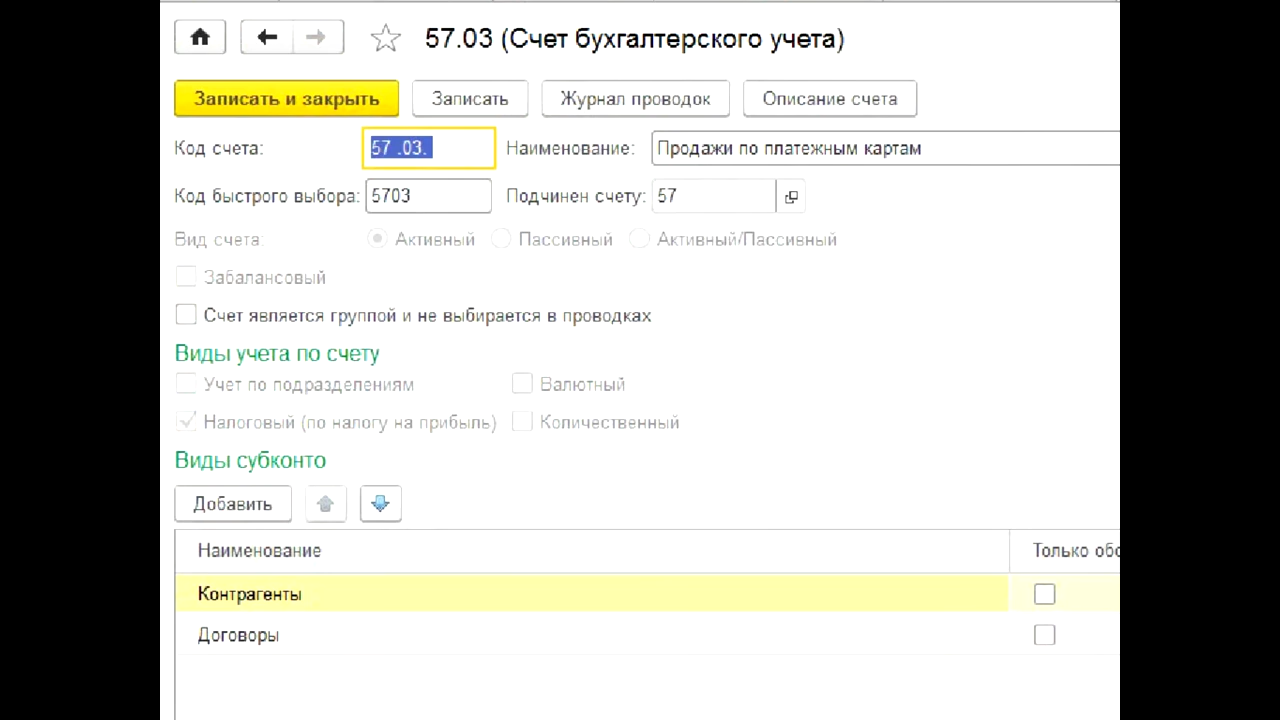 57.03 (Счет бухгалтерского учета)
Записать и закрыть Записать Журнал проводок Описание счета
Код счета: 57 .03. Наименование: Продажи по платежным картам
Код быстрого выбора: 5703 Подчинен счету: 57
Вид счета: Активный Пассивный Активный/Пассивный
Забалансовый
Счет является группой и не выбирается в проводках
Виды учета по счету
Учет по подразделениям Валютный
Налоговый (по налогу на прибыль) Количественный
Виды субконто
Добавить
Наименование Только обо
Контрагенты
Договоры